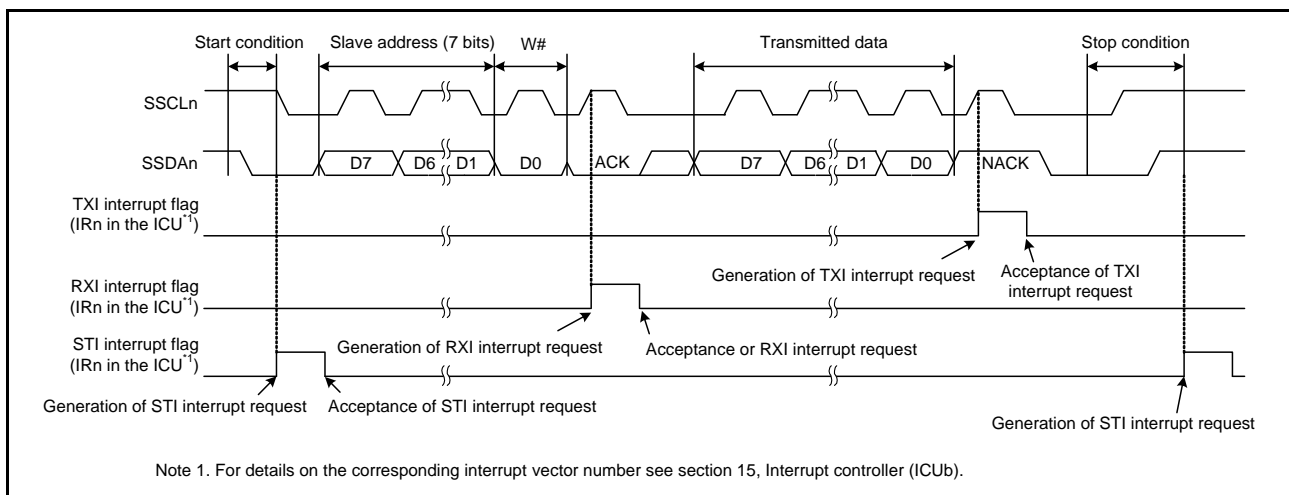 Start condition
Slave address (7 bits)
W#
Transmitted data
Stop condition
SSCLn
SSDAn
D7
D6
D1
D0
ACK
D7
D6
D1
D0
NACK
TXI interrupt flag
(IRn in the ICU*1)
Generation of TXI interrupt request
Acceptance of TXI
interrupt request
RXI interrupt flag
(IRn in the ICU*1)
Generation of RXI interrupt request
Acceptance or RXI interrupt request
STI interrupt flag
(IRn in the ICU*1)
Generation of STI interrupt request
Acceptance of STI interrupt request
Generation of STI interrupt request
Note 1. For details on the corresponding interrupt vector number see section 15, Interrupt controller (ICUb).